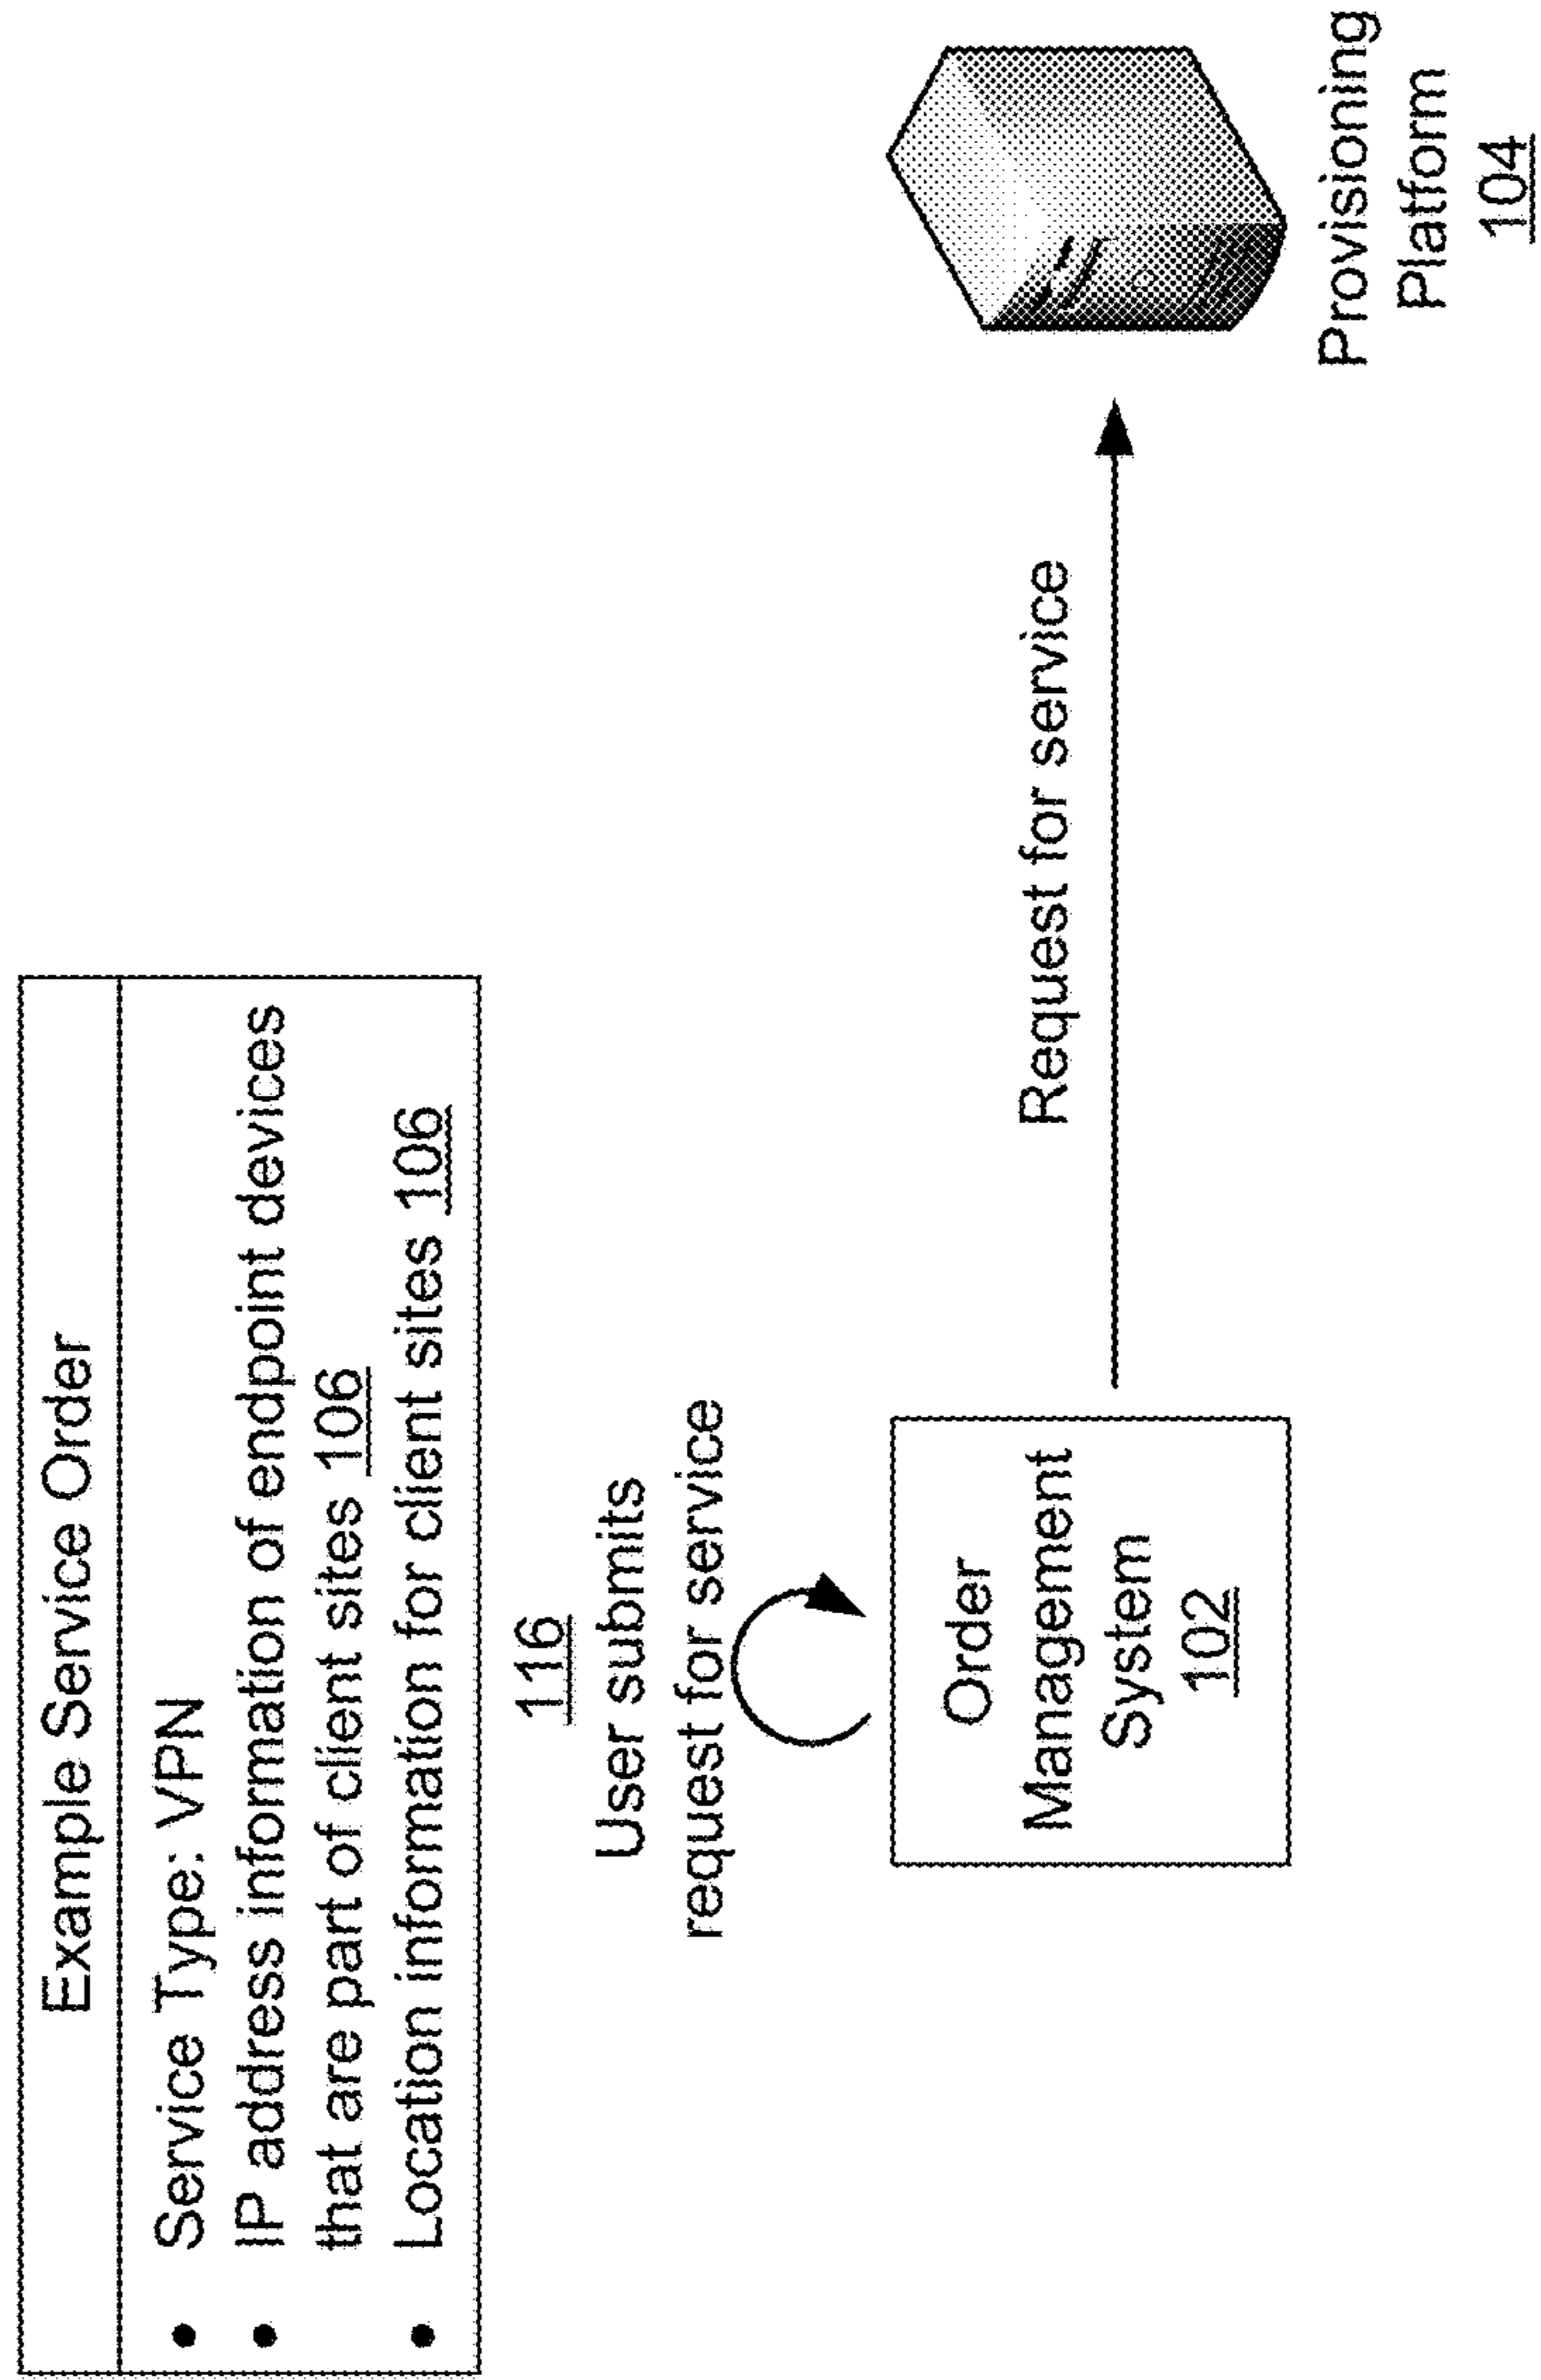 Example Service Order
• Service Type: VPN
• IP address information of endpoint devices
that are part of client sites 106
• Location information for client sites 106
116
User submits
request for service
Order
Management
System
102
Request for service
Provisioning
Platform
104